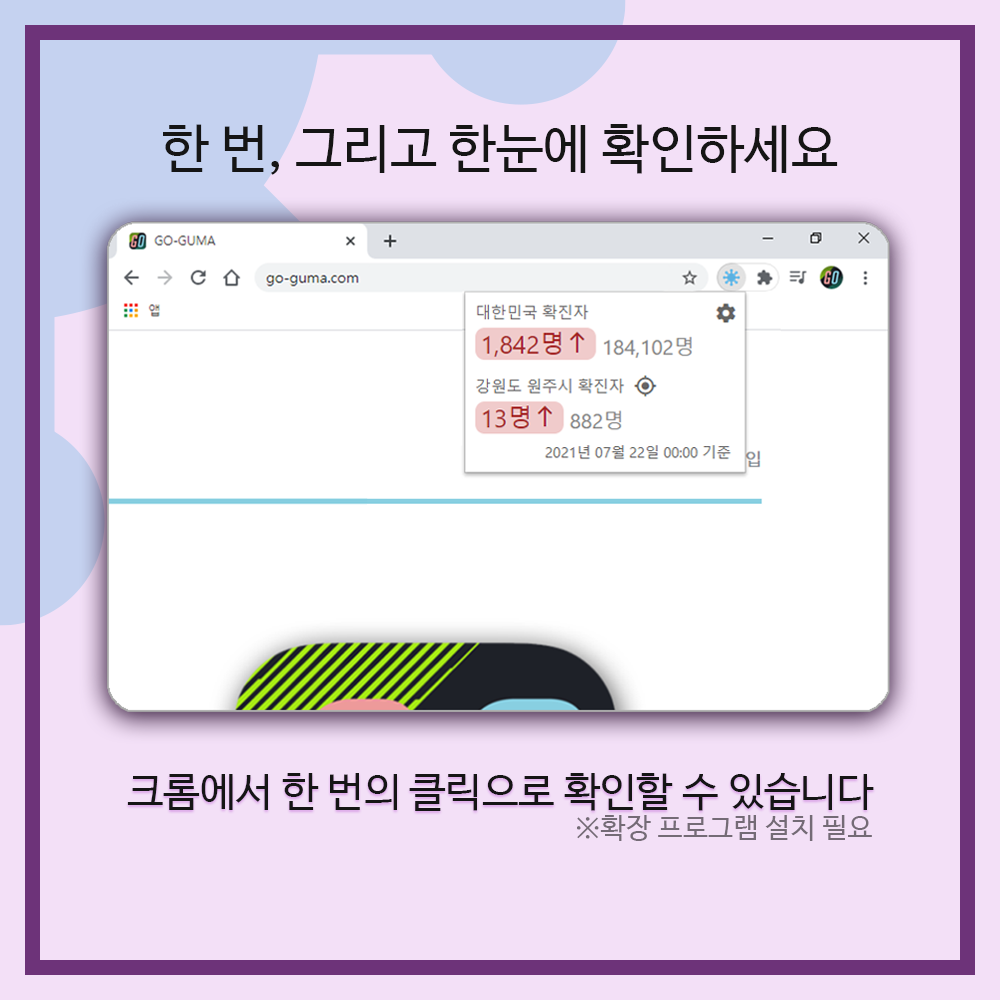 한 번, 그리고 한눈에 확인하세요
GO GO-GUMA
go-guma.com GO
앱
대한민국 확진자
1,842명↑ 184,102명
강원도 원주시 확진자
13명↑ 882명
2021년 07월 22일 00:00 기준
입
크롬에서 한 번의 클릭으로 확인할 수 있습니다
※확장 프로그램 설치 필요